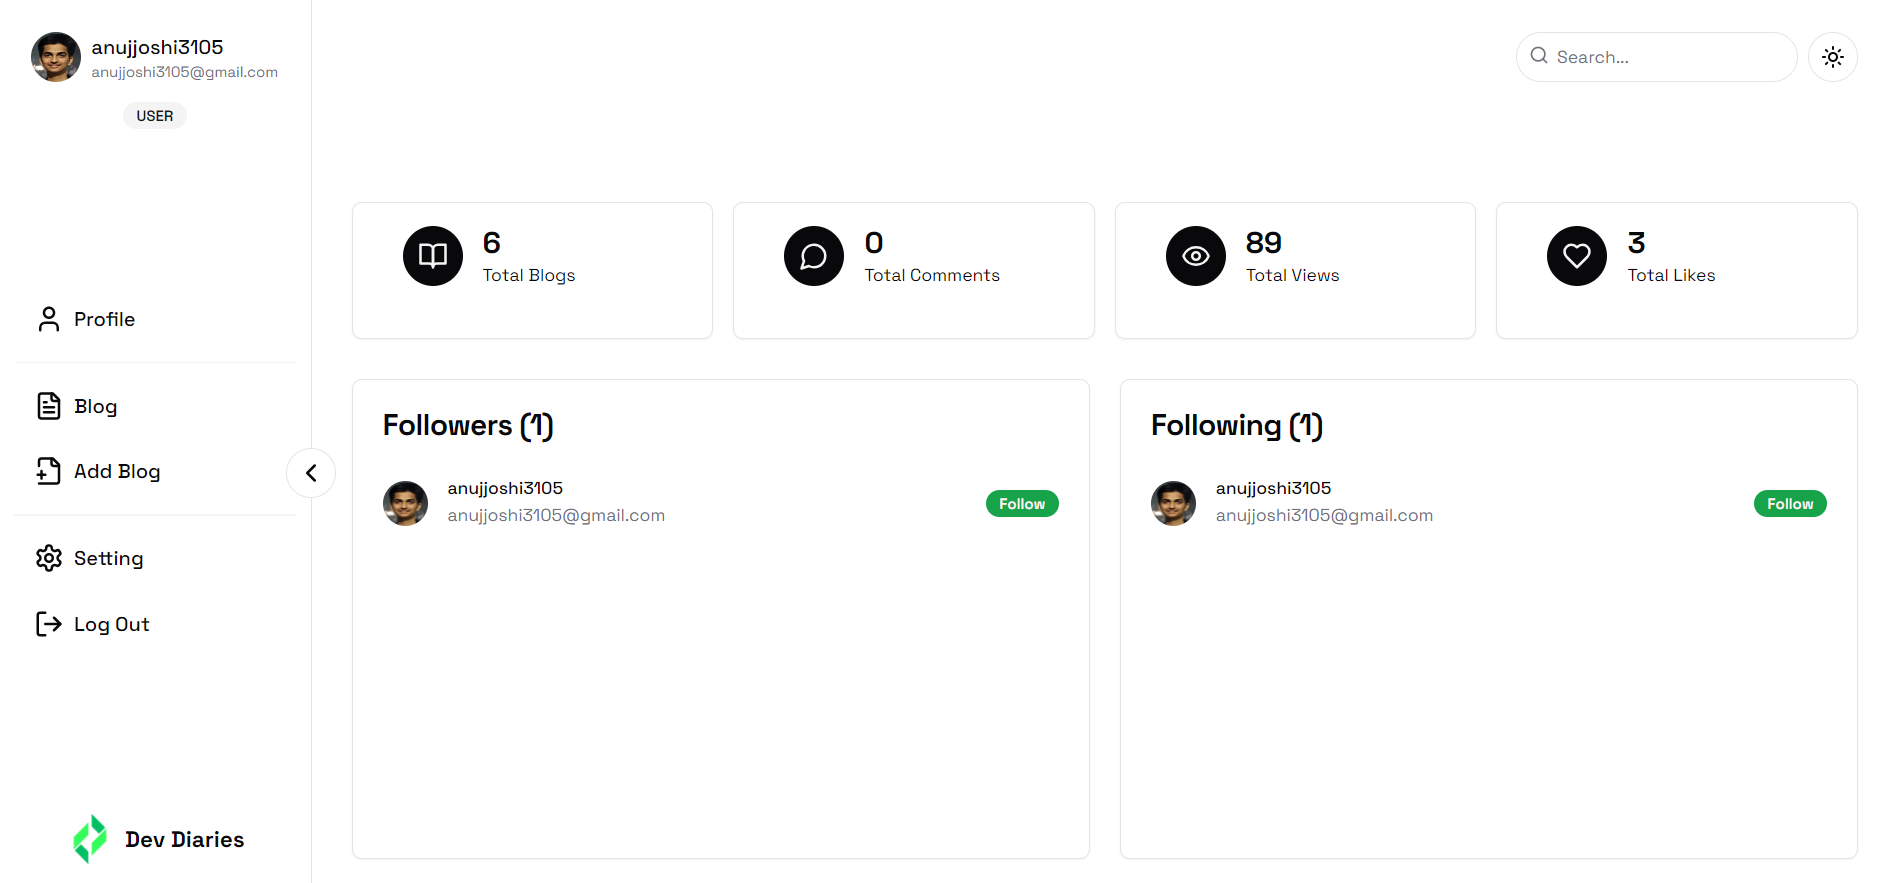 anujjoshi3105
anujjoshi3105@gmail.com
USER
Profile
Blog
Add Blog
Setting
Log Out
Dev Diaries
Search...
6
Total Blogs
0
Total Comments
89
Total Views
3
Total Likes
Followers (1)
anujjoshi3105
anujjoshi3105@gmail.com
Follow
Following (1)
anujjoshi3105
anujjoshi3105@gmail.com
Follow